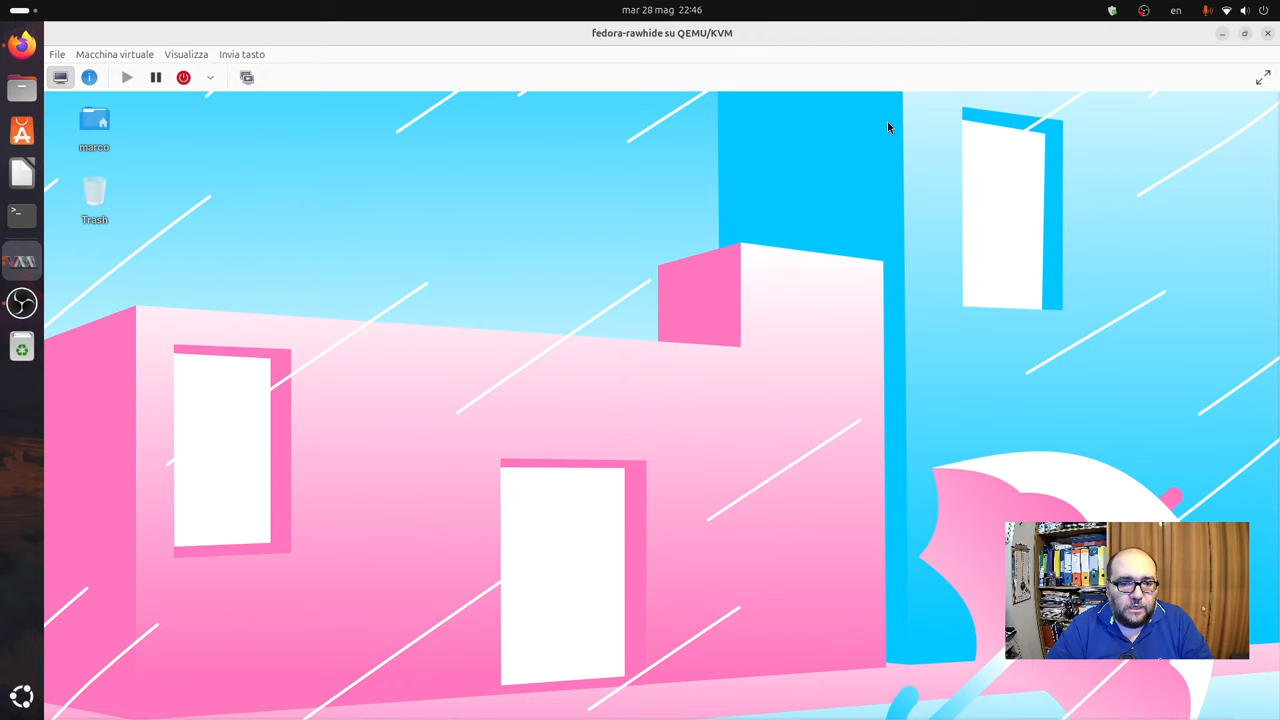 mar 28 mag 22:46
en
fedora-rawhide su QEMU/KVM
File Macchina virtuale Visualizza Invia tasto
marco
Trash